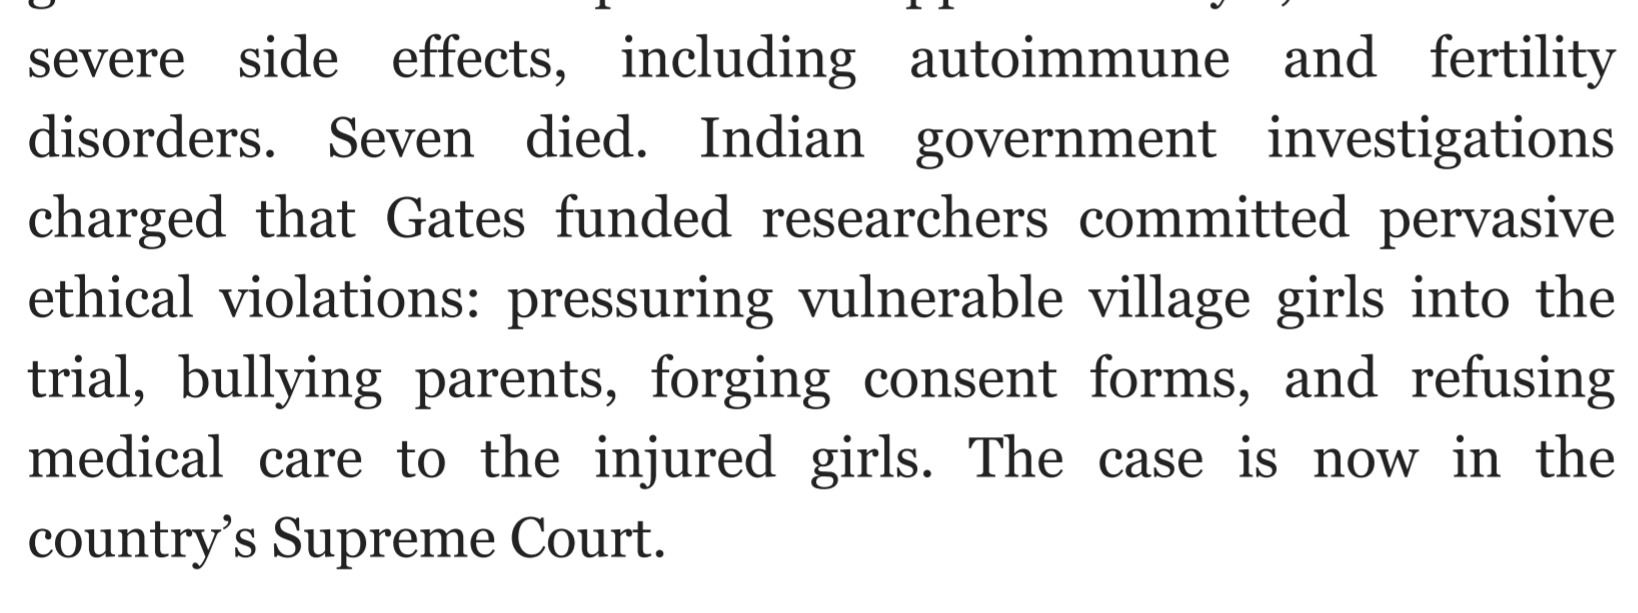 severe side effects, including autoimmune and fertility
disorders. Seven died. Indian government investigations
charged that Gates funded researchers committed pervasive
ethical violations: pressuring vulnerable village girls into the
trial, bullying parents, forging consent forms, and refusing
medical care to the injured girls. The case is now in the
country’s Supreme Court.